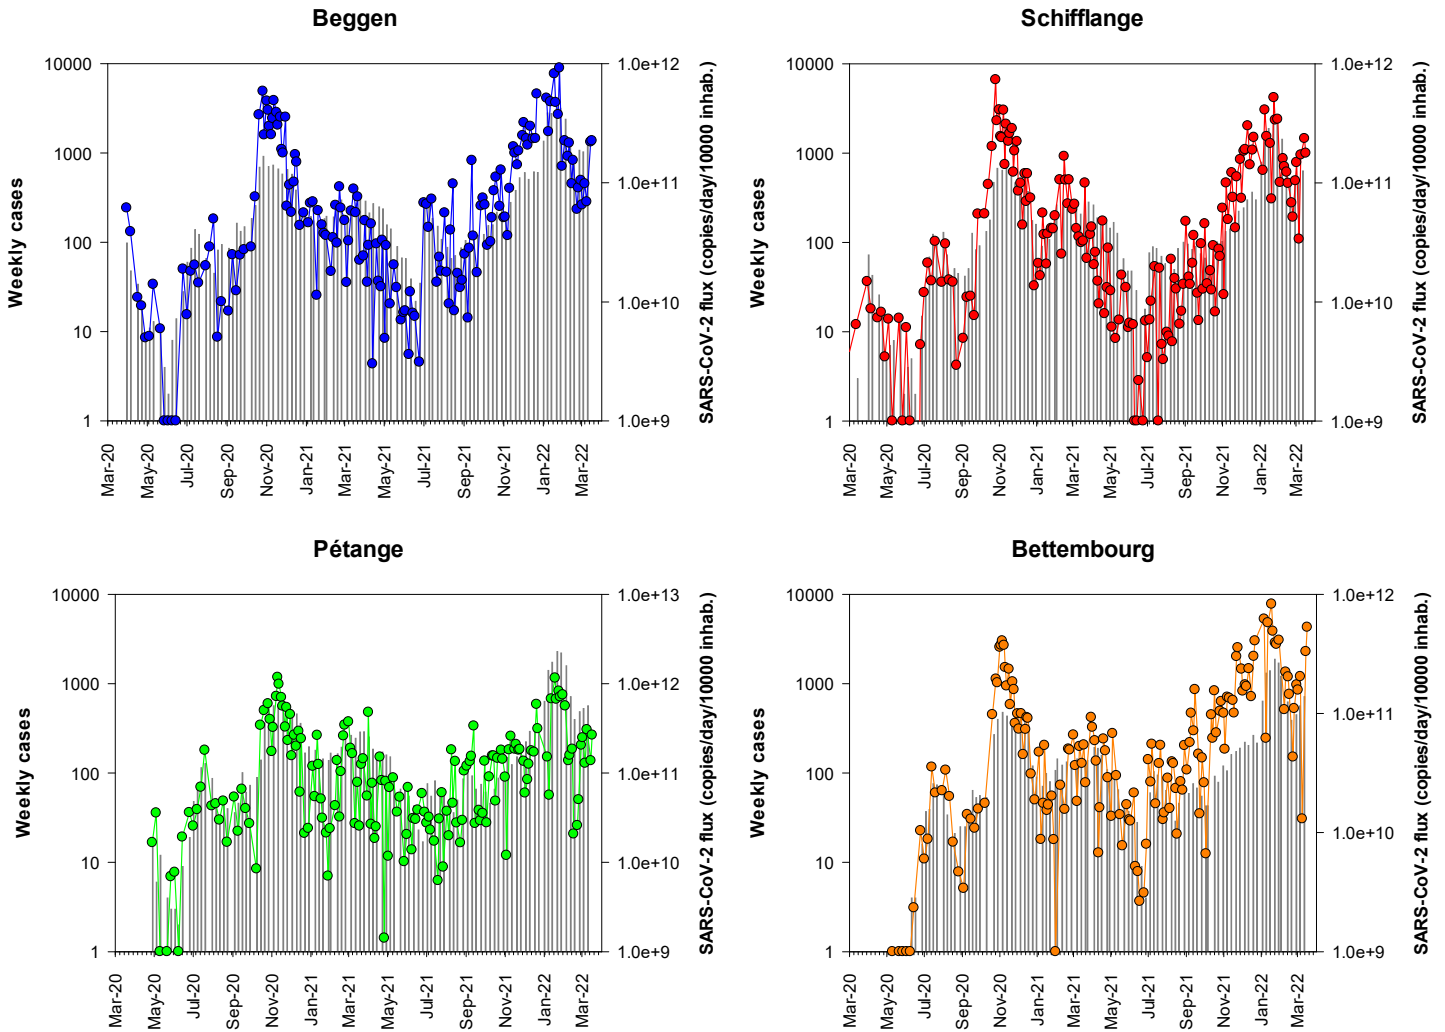 Beggen
Weekly cases
10000
1000
100
10
1
1.0e+12
1.0e+11
1.0e+10
1.0e+9
SARS-CoV-2 flux (copies/day/10000 inhab.)
Mar-20
May-20
Jul-20
Sep-20
Nov-20
Jan-21
Mar-21
May-21
Jul-21
Sep-21
Nov-21
Jan-22
Mar-22
Schifflange
Weekly cases
10000
1000
100
10
1
1.0e+12
1.0e+11
1.0e+10
1.0e+9
SARS-CoV-2 flux (copies/day/10000 inhab.)
Mar-20
May-20
Jul-20
Sep-20
Nov-20
Jan-21
Mar-21
May-21
Jul-21
Sep-21
Nov-21
Jan-22
Mar-22
Pétange
Weekly cases
10000
1000
100
10
1
1.0e+13
1.0e+12
1.0e+11
1.0e+10
1.0e+9
SARS-CoV-2 flux (copies/day/10000 inhab.)
Mar-20
May-20
Jul-20
Sep-20
Nov-20
Jan-21
Mar-21
May-21
Jul-21
Sep-21
Nov-21
Jan-22
Mar-22
Bettembourg
Weekly cases
10000
1000
100
10
1
1.0e+12
1.0e+11
1.0e+10
1.0e+9
SARS-CoV-2 flux (copies/day/10000 inhab.)
Mar-20
May-20
Jul-20
Sep-20
Nov-20
Jan-21
Mar-21
May-21
Jul-21
Sep-21
Nov-21
Jan-22
Mar-22